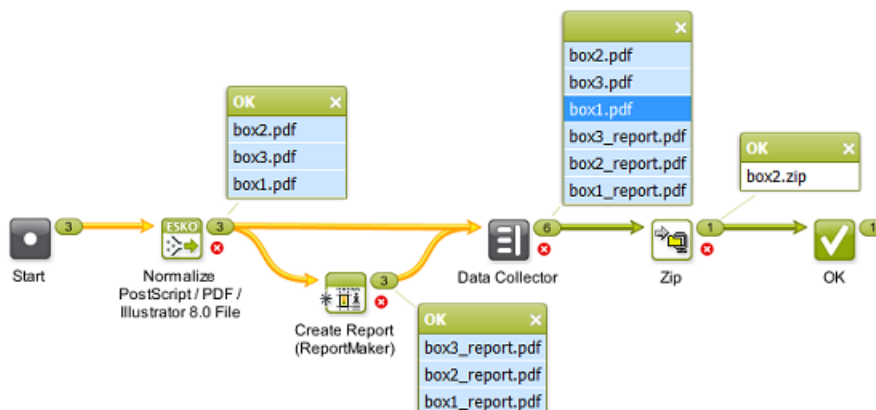 box2.pdf
box3.pdf
box1.pdf
box3_report.pdf
box2_report.pdf
box1_report.pdf
OK
box2.pdf
box3.pdf
box1.pdf
OK
box2.zip
3
ESKO
3
6
1
1
Start
Normalize
PostScript / PDF /
Illustrator 8.0 File
Data Collector
Zip
OK
3
Create Report
(ReportMaker)
OK
box3_report.pdf
box2_report.pdf
box1_report.pdf